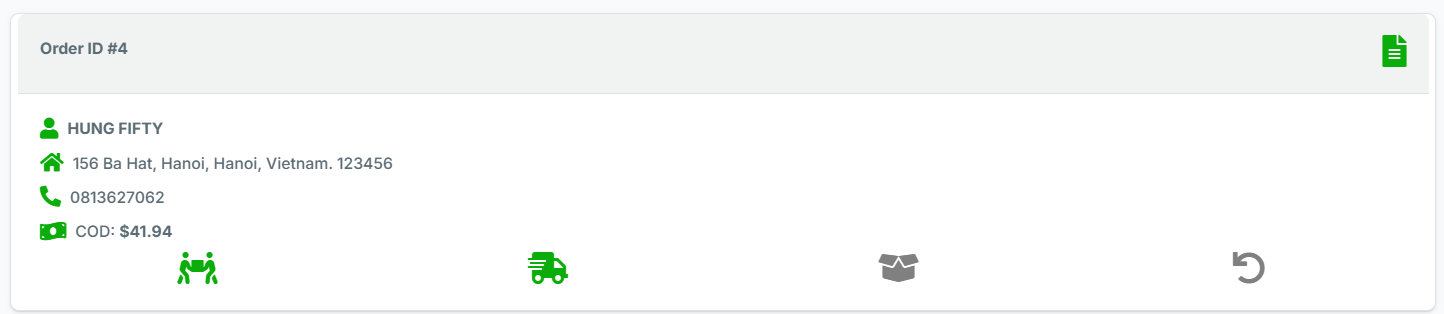 Order ID #4
HUNG FIFTY
156 Ba Hat, Hanoi, Hanoi, Vietnam. 123456
0813627062
COD: $41.94